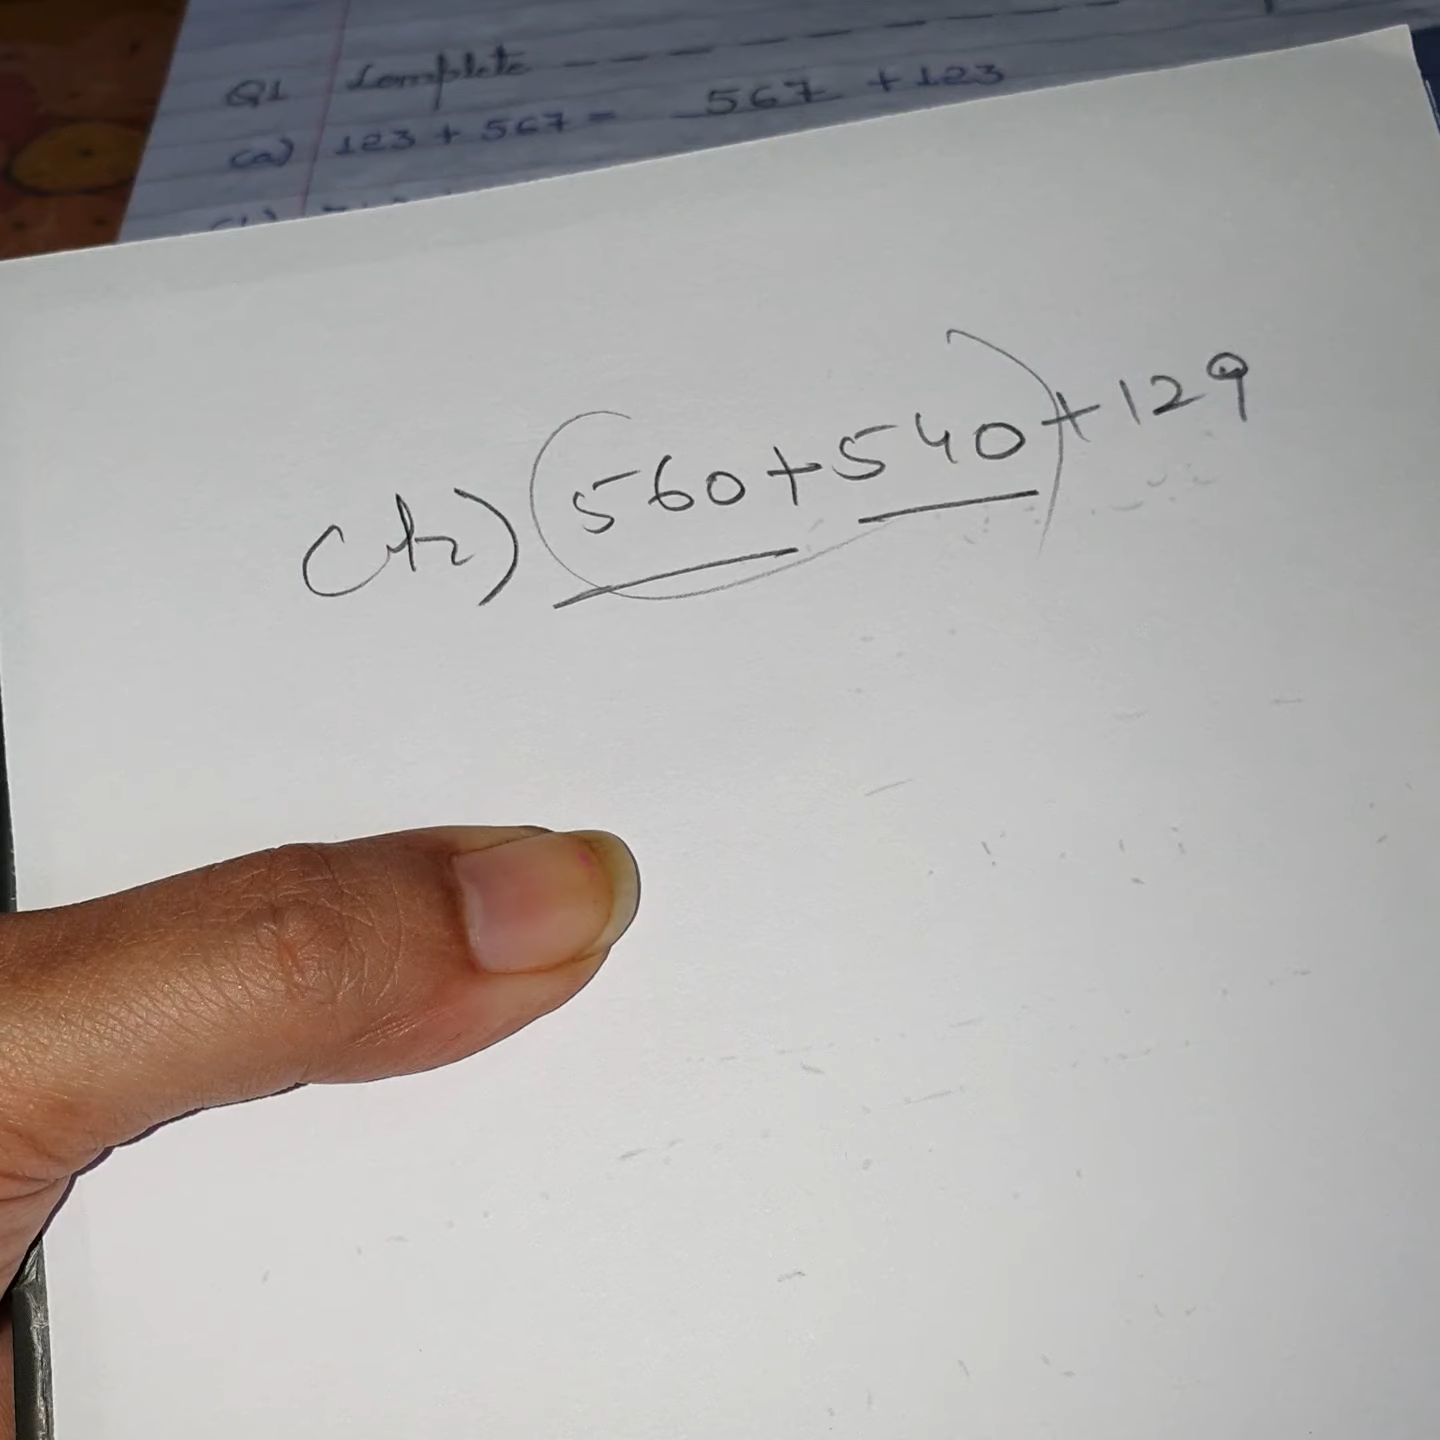 Q1 Complete
(a) 123 + 567 = 567 + 123
(h) (560+540)+129